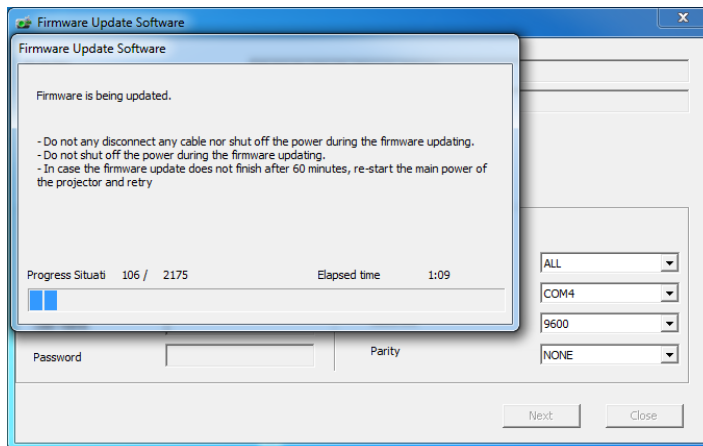 Firmware Update Software
X
Firmware Update Software
Firmware is being updated.
- Do not any disconnect any cable nor shut off the power during the firmware updating.
- Do not shut off the power during the firmware updating.
- In case the firmware update does not finish after 60 minutes, re-start the main power of
the projector and retry
Progress Situati 106 / 2175 Elapsed time 1:09
ALL
COM4
9600
Password Parity NONE
Next Close